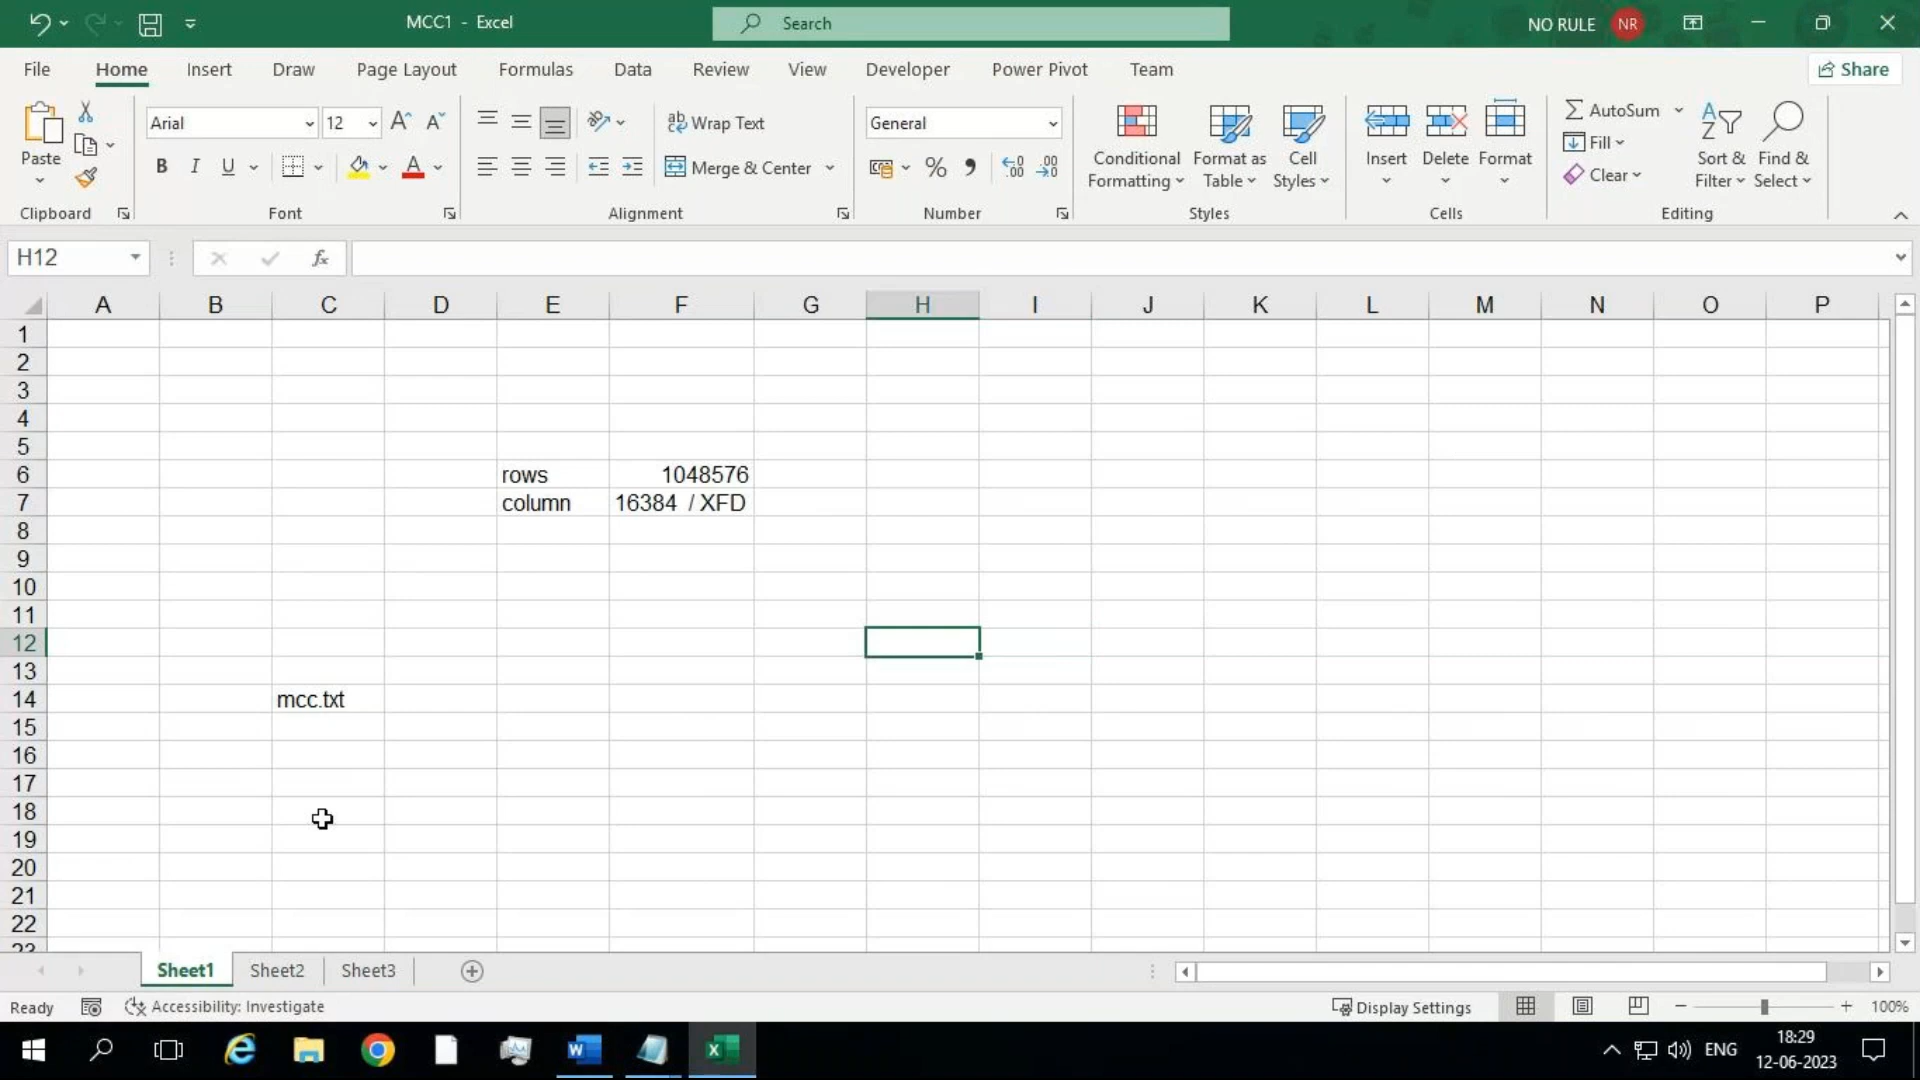 MCC1 - Excel
Search
NO RULE NR
File Home Insert Draw Page Layout Formulas Data Review View Developer Power Pivot Team Share
Paste
Clipboard
Arial 12
B I U A
Font
Wrap Text
Merge & Center
Alignment
General
Number
Conditional Formatting
Format as Table
Cell Styles
Styles
Insert Delete Format
Cells
AutoSum
Fill
Clear
Sort & Filter
Find & Select
Editing
H12 fx
A B C D E F G H I J K L M N O P
1
2
3
4
5
6 rows 1048576
7 column 16384 / XFD
8
9
10
11
12
13
14 mcc.txt
15
16
17
18
19
20
21
22
23
Sheet1 Sheet2 Sheet3
Ready Accessibility: Investigate Display Settings 100%
ENG 18:29
12-06-2023